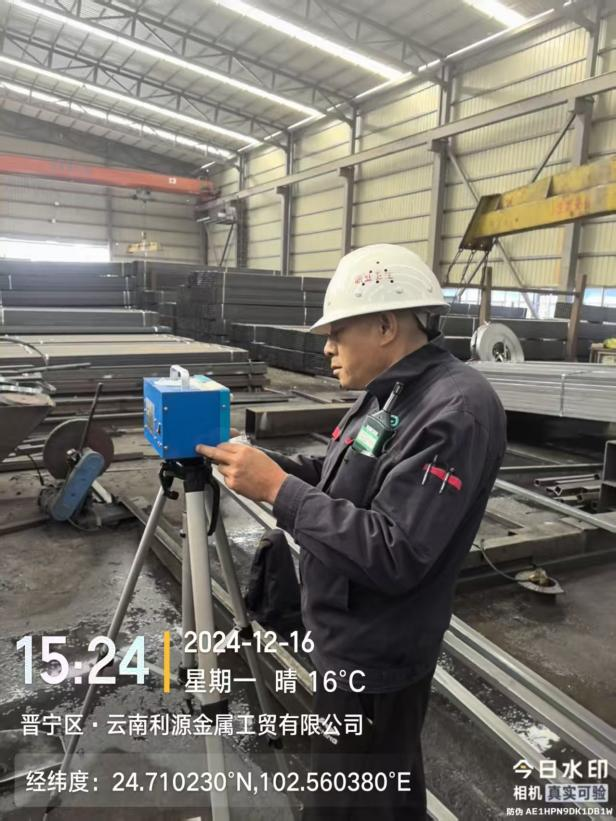 15:24
2024-12-16
星期一 晴 16°C
晋宁区·云南利源金属工贸有限公司
经纬度：24.710230°N,102.560380°E
今日水印
相机 真实可验
防伪 AE1HPN9DK1DB1W